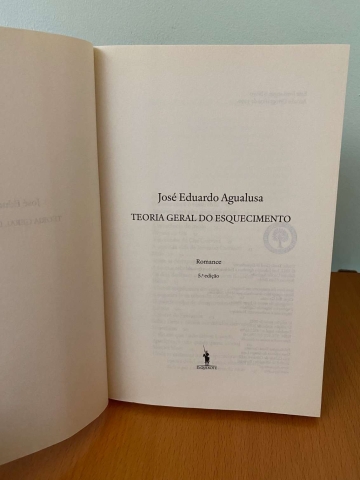 José Eduardo Agualusa
TEORIA GERAL DO ESQUECIMENTO
Romance
5.ª edição